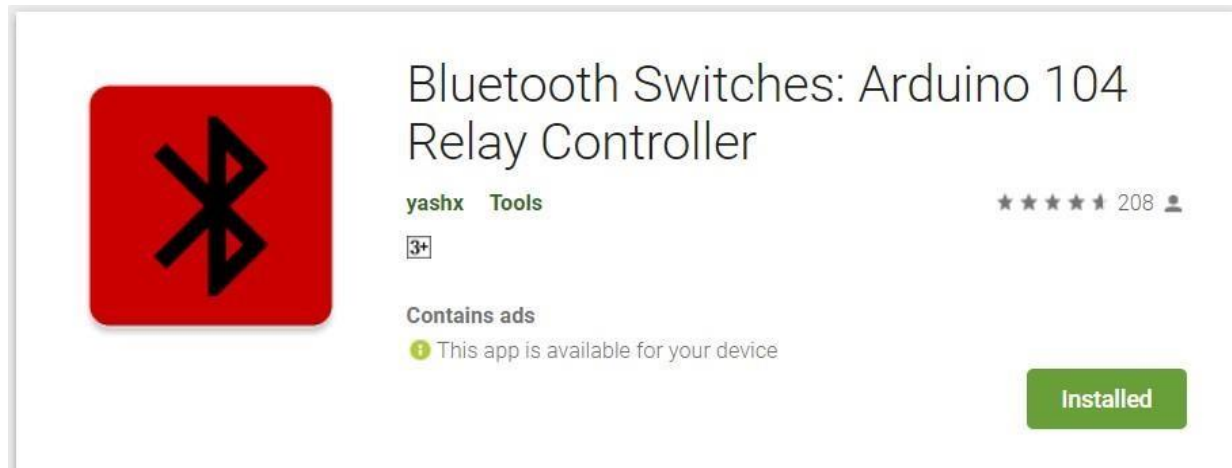 Bluetooth Switches: Arduino 104
Relay Controller
yashx Tools
208
3+
Contains ads
This app is available for your device
Installed